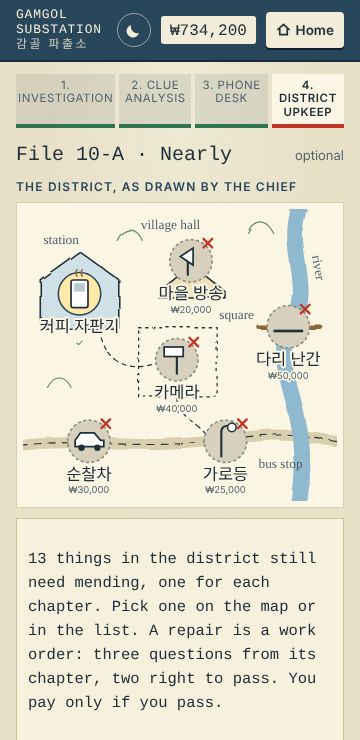 GAMGOL
SUBSTATION
감골 파출소
₩734,200
Home
1.
INVESTIGATION
2. CLUE
ANALYSIS
3. PHONE
DESK
4.
DISTRICT
UPKEEP
File 10-A · Nearly
optional
THE DISTRICT, AS DRAWN BY THE CHIEF
village hall
station
river
마을 방송
₩20,000
square
커피 자판기
다리 난간
₩50,000
카메라
₩40,000
순찰차
₩30,000
가로등
₩25,000
bus stop
13 things in the district still
need mending, one for each
chapter. Pick one on the map or
in the list. A repair is a work
order: three questions from its
chapter, two right to pass. You
pay only if you pass.